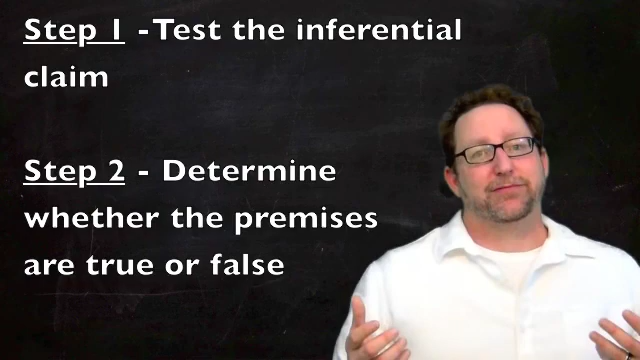 Step 1 - Test the inferential
claim
Step 2 - Determine
whether the premises
are true or false